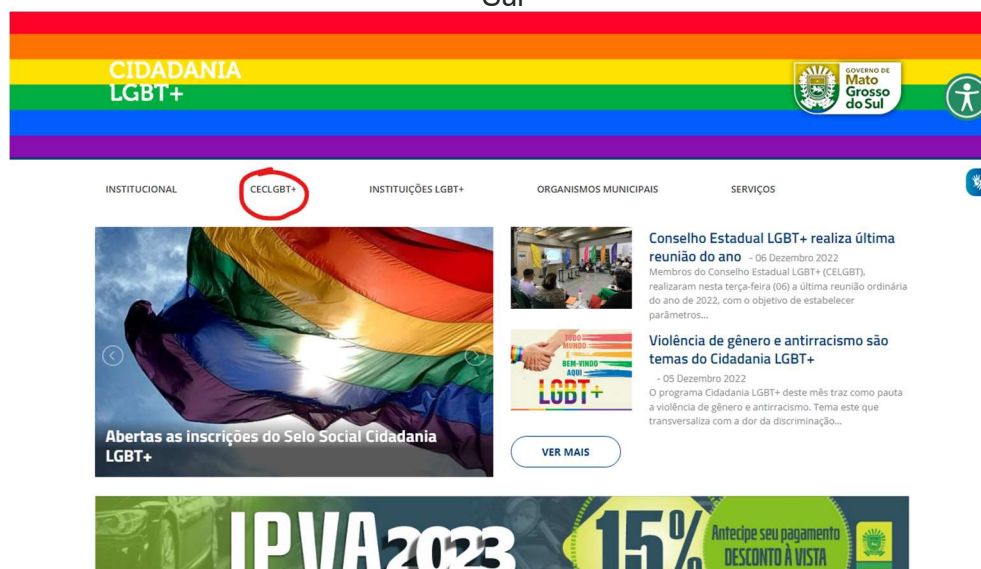 CIDADANIA
LGBT+
GOVERNO DE
Mato
Grosso
do Sul
INSTITUCIONAL
CECLGBT+
INSTITUIÇÕES LGBT+
ORGANISMOS MUNICIPAIS
SERVIÇOS
Abertas as inscrições do Selo Social Cidadania
LGBT+
Conselho Estadual LGBT+ realiza última
reunião do ano - 06 Dezembro 2022
Membros do Conselho Estadual LGBT+ (CELGBT),
realizaram nesta terça-feira (06) a última reunião ordinária
do ano de 2022, com o objetivo de estabelecer
parâmetros...
TODO
MUNDO
É
BEM-VINDO
AQUI
LGBT+
Violência de gênero e antirracismo são
temas do Cidadania LGBT+
- 05 Dezembro 2022
O programa Cidadania LGBT+ deste mês traz como pauta
a violência de gênero e antirracismo. Tema este que
transversaliza com a dor da discriminação...
VER MAIS
IPVA2023
15%
Antecipe seu pagamento
DESCONTO À VISTA